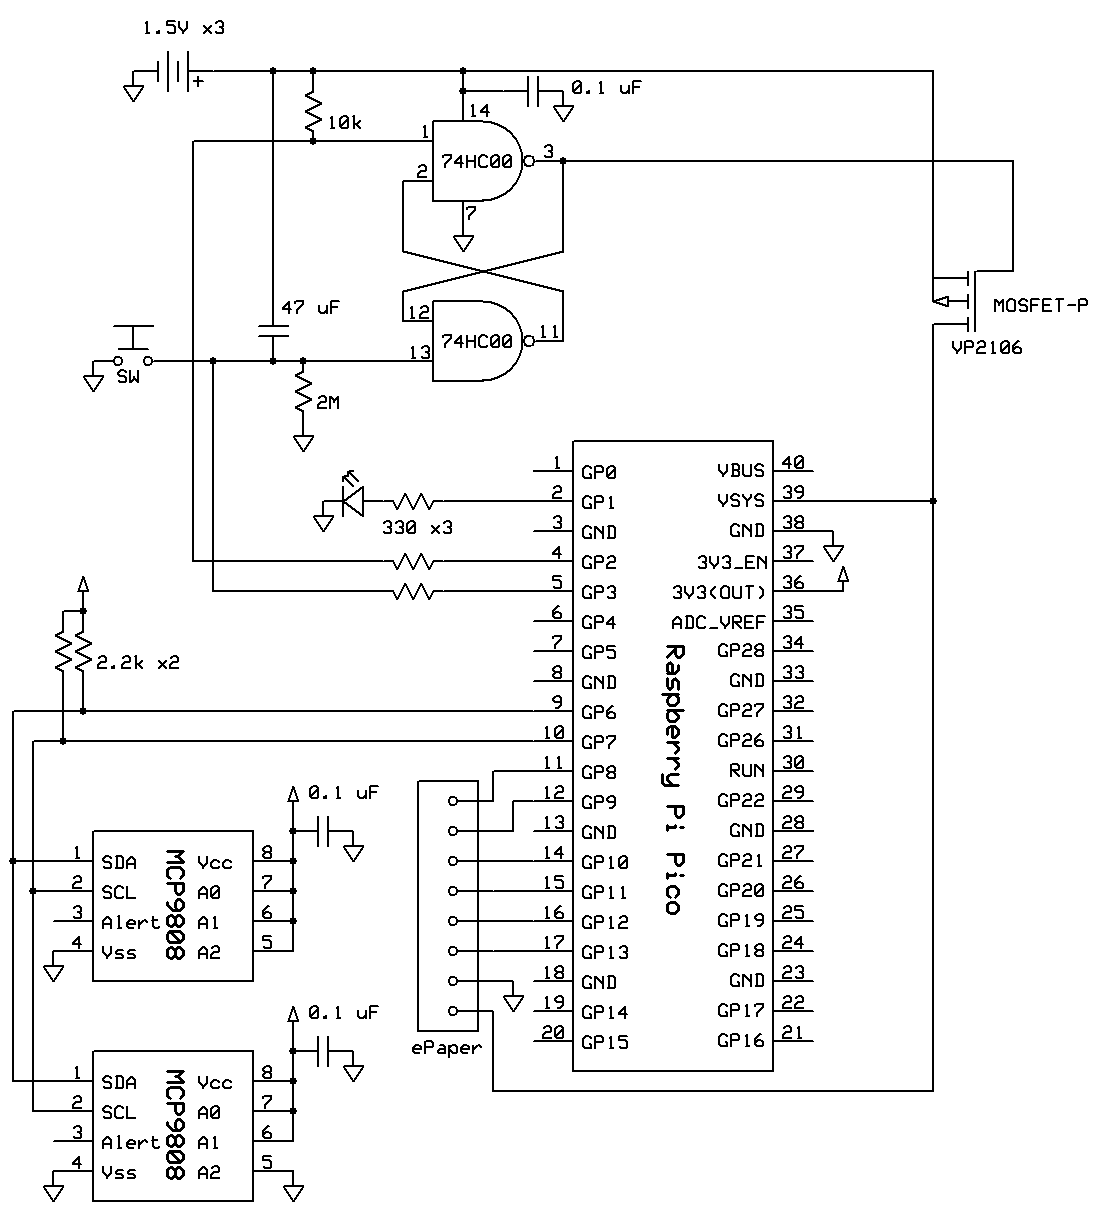 1.5V x3
+
0.1 uF
14
10k
1
74HC00
3
2
7
47 uF
12
74HC00
11
13
SW
2M
MOSFET-P
VP2106
1 GP0 VBUS 40
2 GP1 VSYS 39
330 x3
3 GND GND 38
4 GP2 3V3_EN 37
5 GP3 3V3(OUT) 36
6 GP4 ADC_VREF 35
7 GP5 GP28 34
2.2k x2
8 GND GND 33
9 GP6 GP27 32
10 GP7 GP26 31
11 GP8 RUN 30
12 GP9 GP22 29
13 GND GND 28
14 GP10 GP21 27
15 GP11 GP20 26
16 GP12 GP19 25
17 GP13 GP18 24
18 GND GND 23
19 GP14 GP17 22
20 GP15 GP16 21
Raspberry Pi Pico
ePaper
0.1 uF
1 SDA Vcc 8
2 SCL A0 7
3 Alert A1 6
4 Vss A2 5
MCP9808
0.1 uF
1 SDA Vcc 8
2 SCL A0 7
3 Alert A1 6
4 Vss A2 5
MCP9808